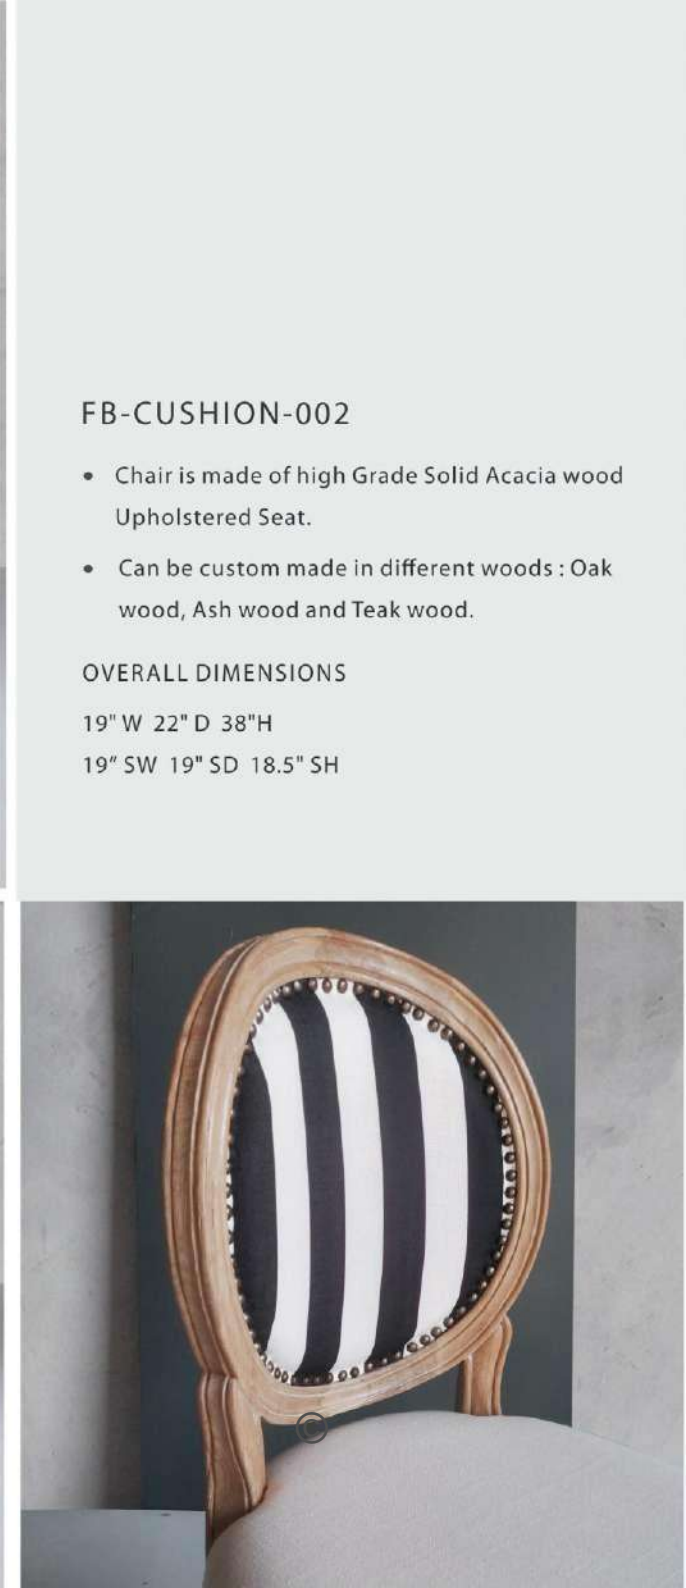 FB-CUSHION-002
• Chair is made of high Grade Solid Acacia wood
Upholstered Seat.
• Can be custom made in different woods : Oak
wood, Ash wood and Teak wood.
OVERALL DIMENSIONS
19" W 22" D 38"H
19” SW 19" SD 18.5" SH
©